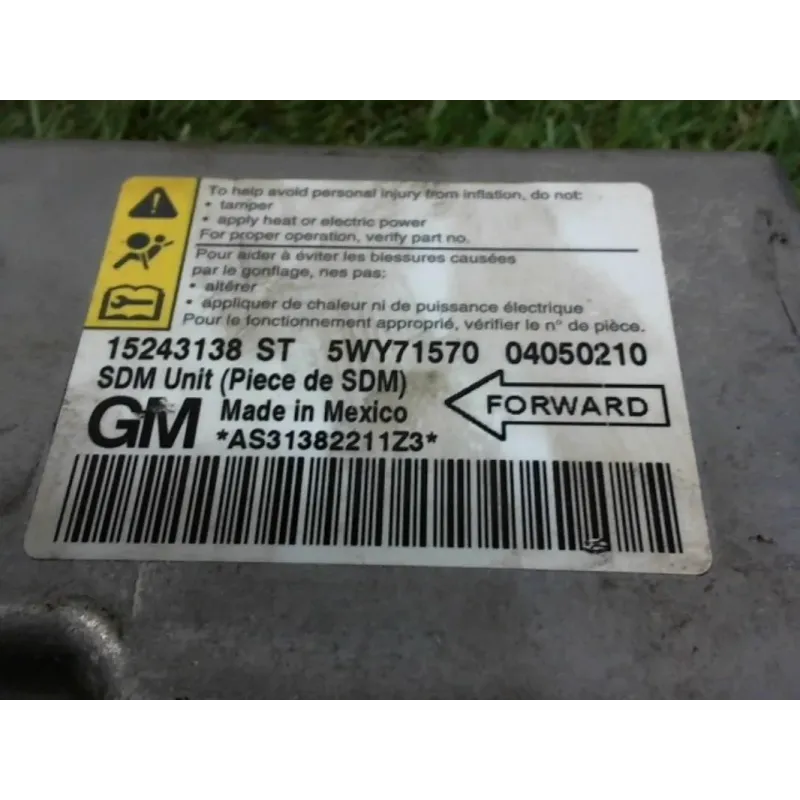 To help avoid personal injury from inflation, do not:
• tamper
• apply heat or electric power
For proper operation, verify part no.
Pour aider à éviter les blessures causées
par le gonflage, nes pas:
• altérer
• appliquer de chaleur ni de puissance électrique
Pour le fonctionnement approprié, vérifier le n° de pièce.
15243138 ST 5WY71570 04050210
SDM Unit (Piece de SDM)
GM Made in Mexico FORWARD
*AS31382211Z3*